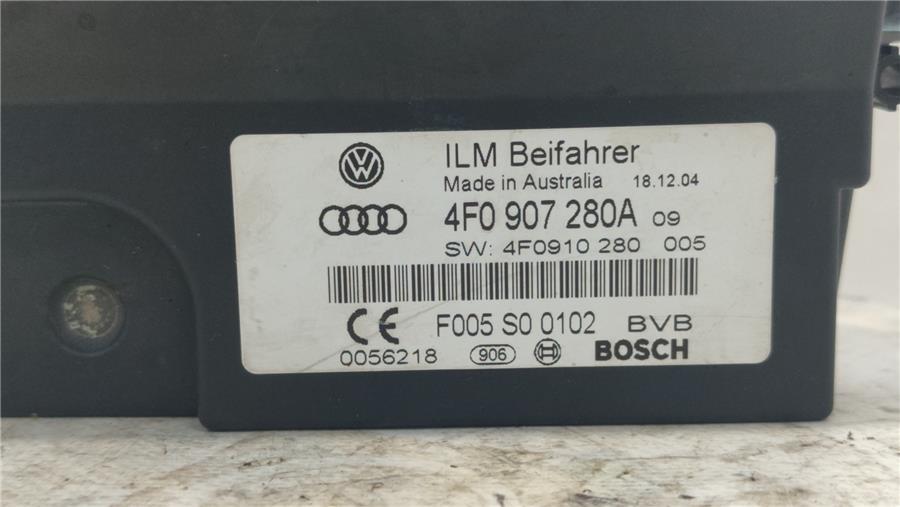 ILM Beifahrer
Made in Australia 18.12.04
4F0 907 280A 09
SW: 4F0910 280 005
CE F005 S0 0102 BVB
0056218 906 BOSCH